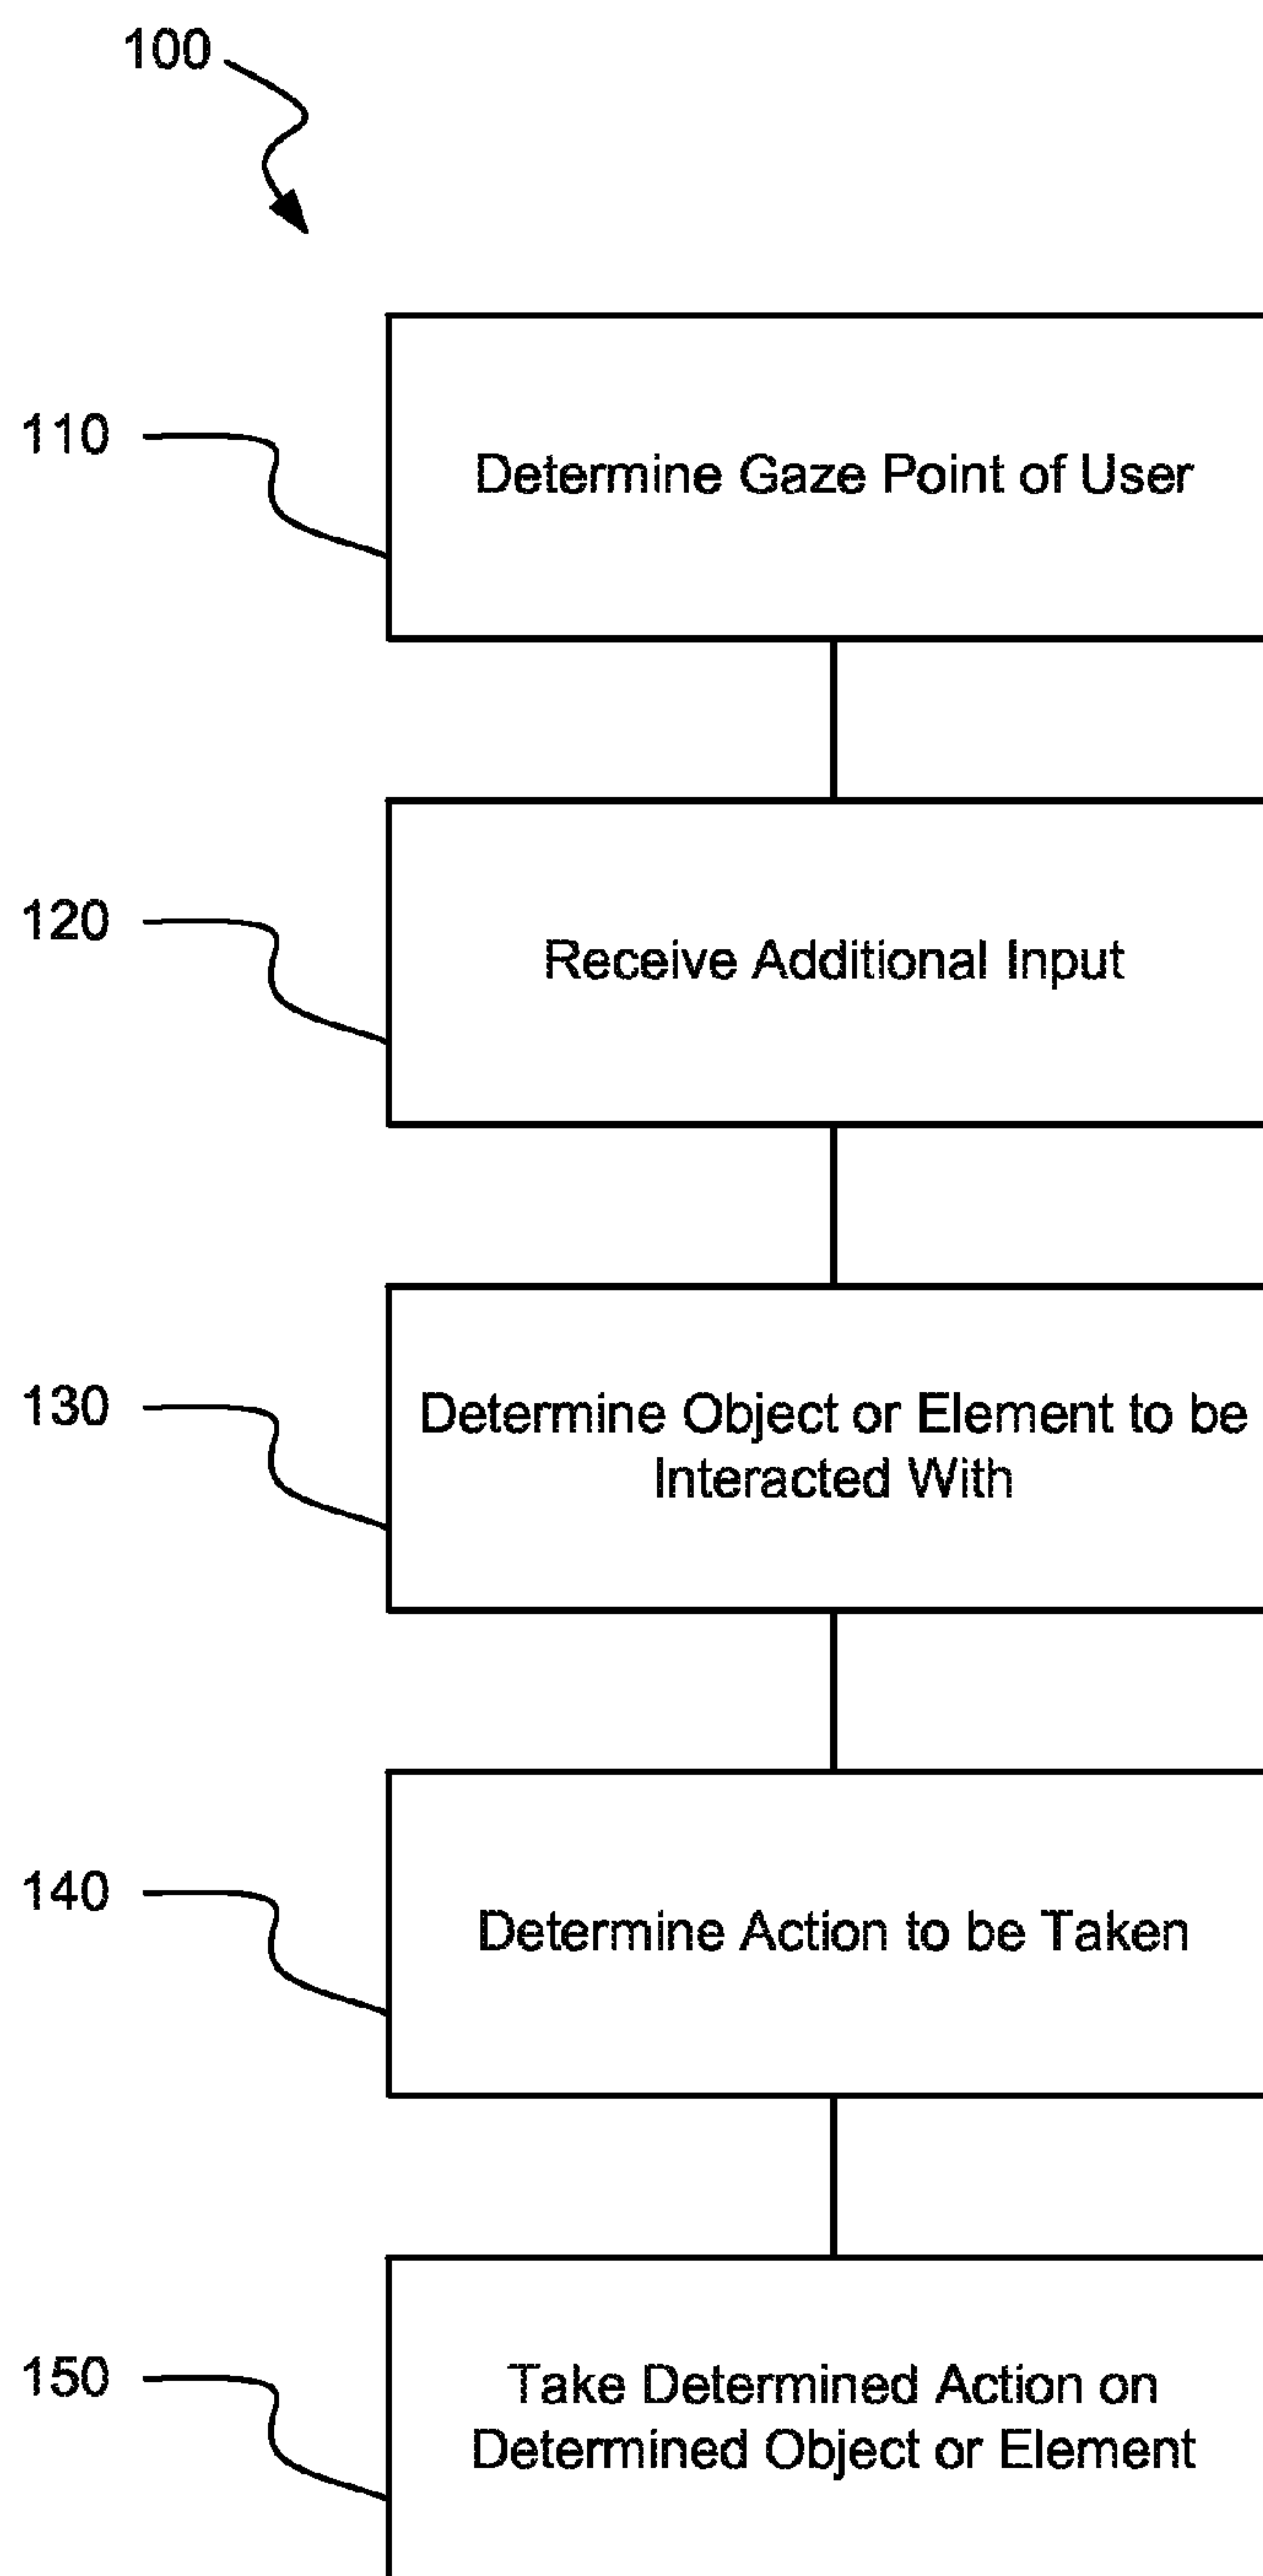 100
110
Determine Gaze Point of User
120
Receive Additional Input
130
Determine Object or Element to be
Interacted With
140
Determine Action to be Taken
150
Take Determined Action on
Determined Object or Element